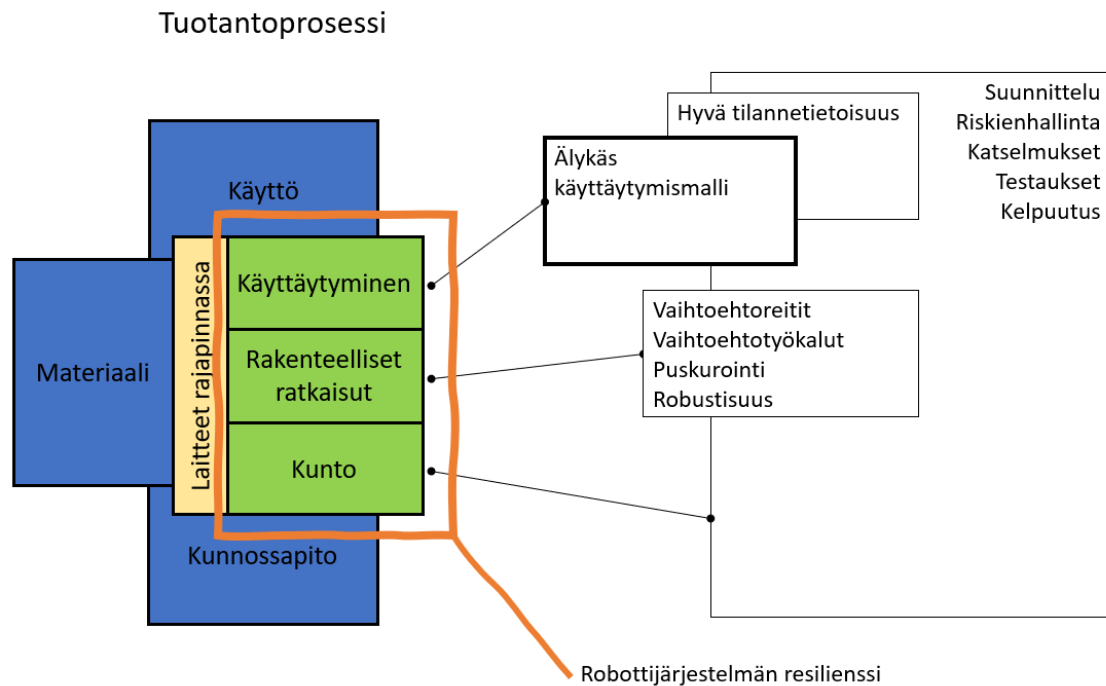 Tuotantoprosessi
Käyttö
Materiaali
Laitteet rajapinnassa
Käyttäytyminen
Rakenteelliset
ratkaisut
Kunto
Kunnossapito
Hyvä tilannetietoisuus
Älykäs
käyttäytymismalli
Suunnittelu
Riskienhallinta
Katselmukset
Testaukset
Kelpuutus
Vaihtoehtoreitit
Vaihtoehtotyökalut
Puskurointi
Robustisuus
Robottijärjestelmän resilienssi